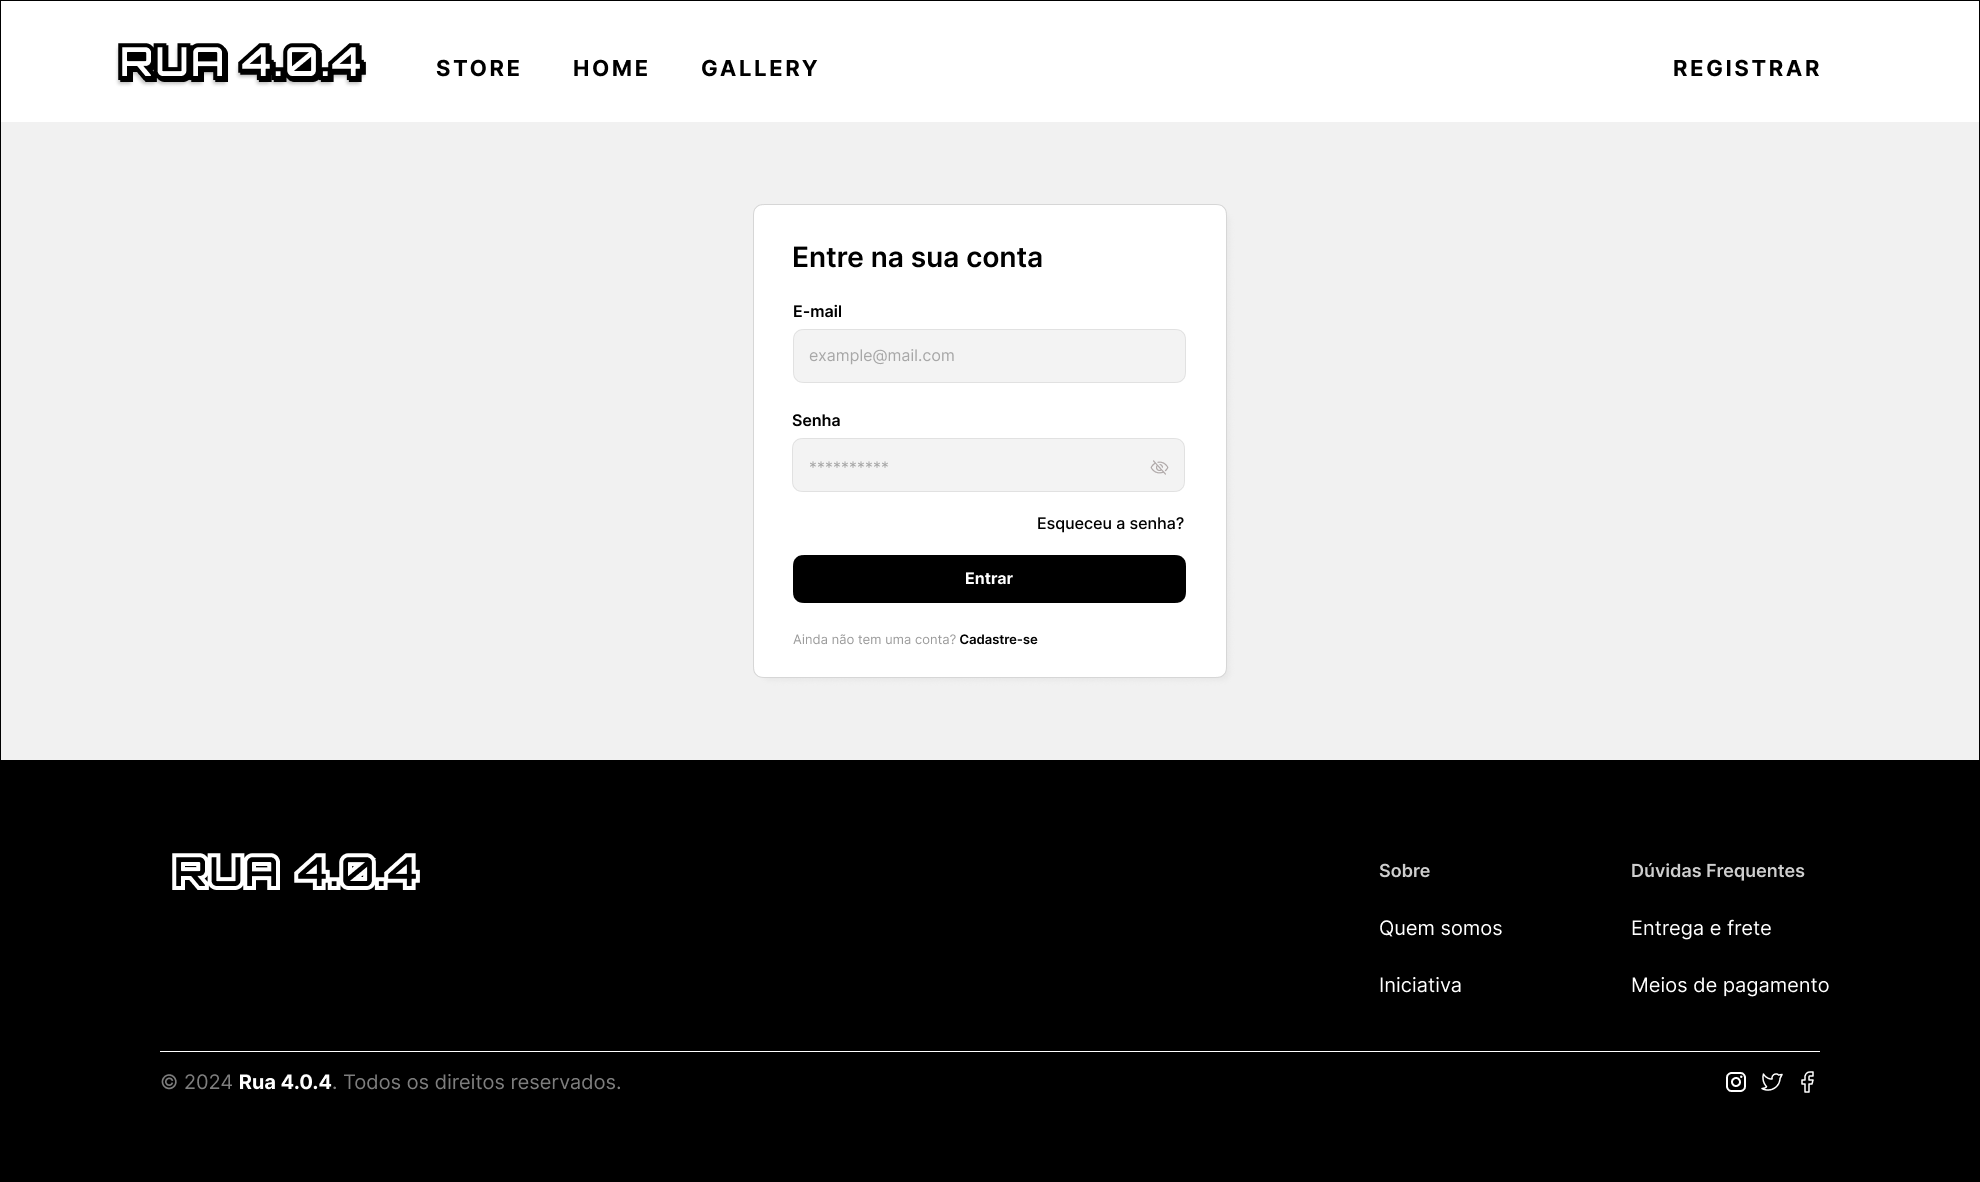 RUA 4.0.4 STORE HOME GALLERY REGISTRAR
Entre na sua conta
E-mail
example@mail.com
Senha
**********
Esqueceu a senha?
Entrar
Ainda não tem uma conta? Cadastre-se
RUA 4.0.4
Sobre
Quem somos
Iniciativa
Dúvidas Frequentes
Entrega e frete
Meios de pagamento
© 2024 Rua 4.0.4. Todos os direitos reservados.